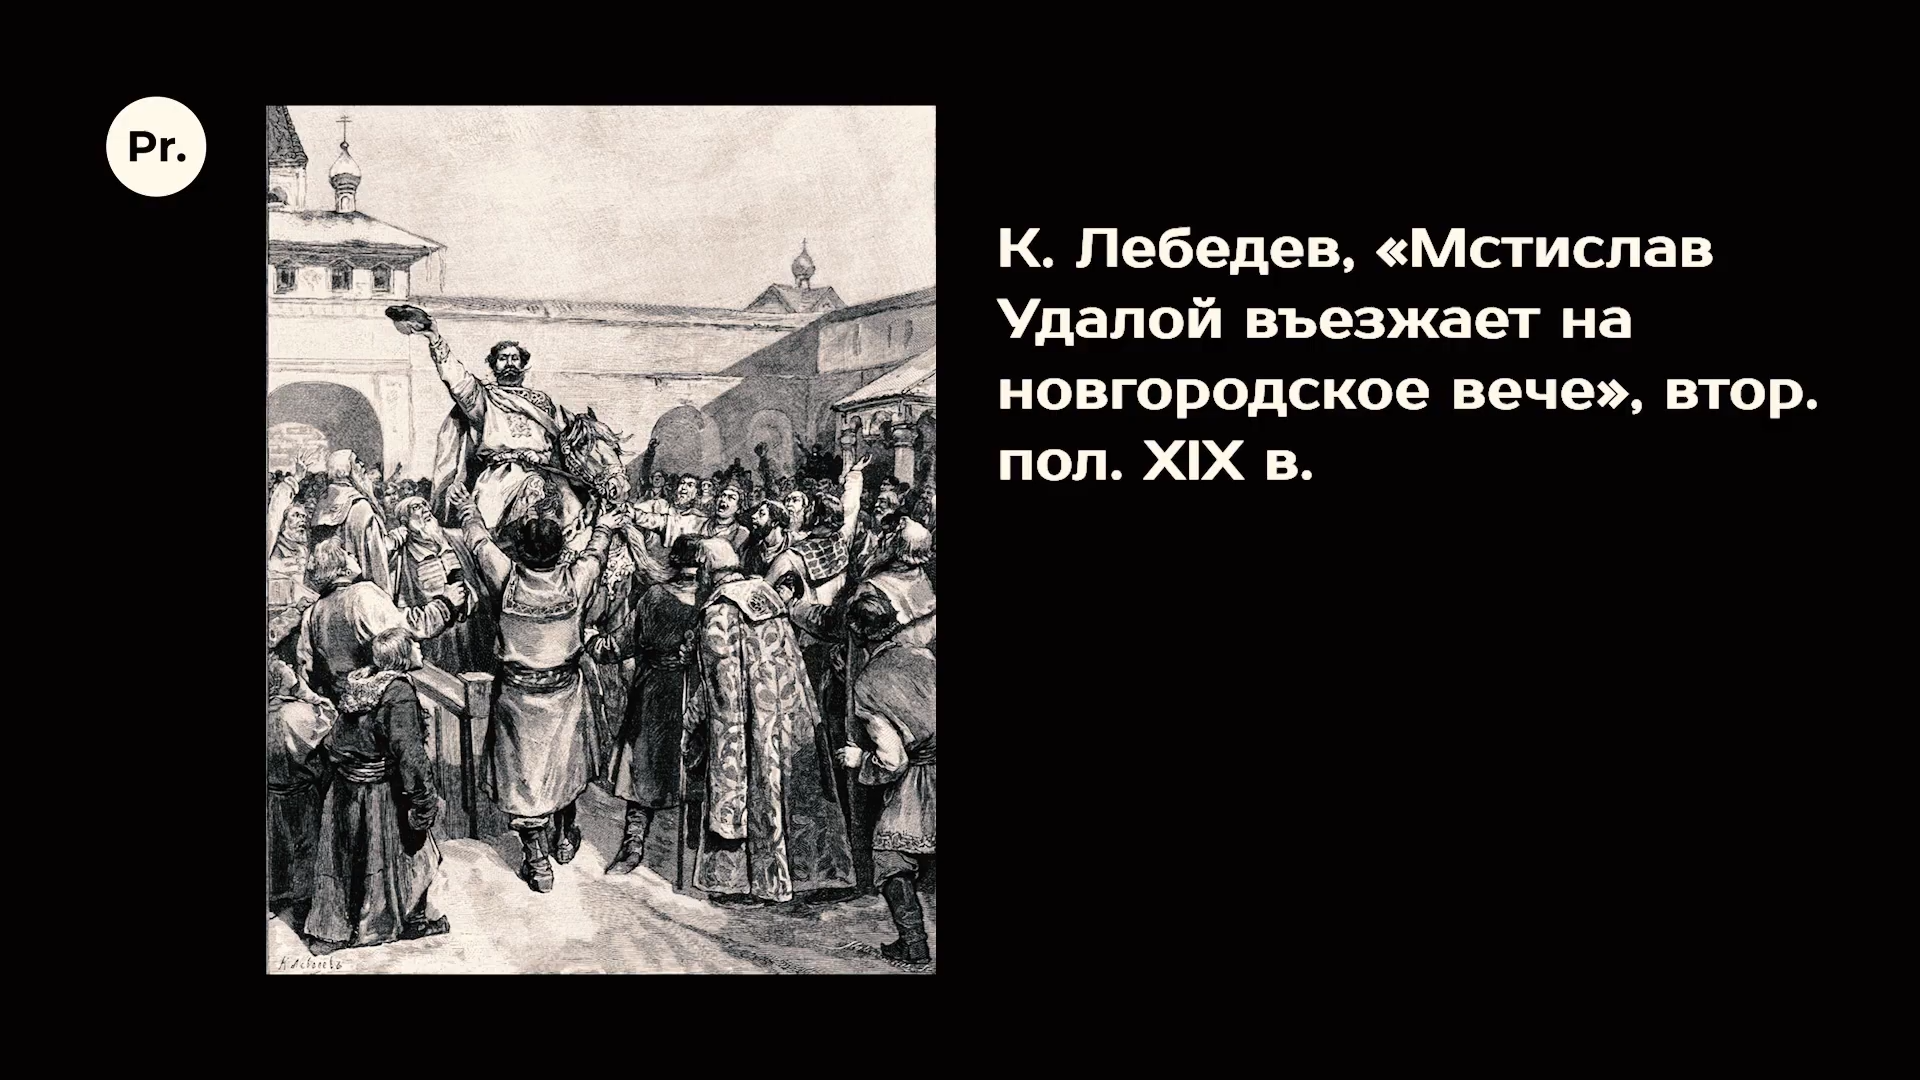 Pr.
К. Лебедев, «Мстислав
Удалой въезжает на
новгородское вече», втор.
пол. XIX в.